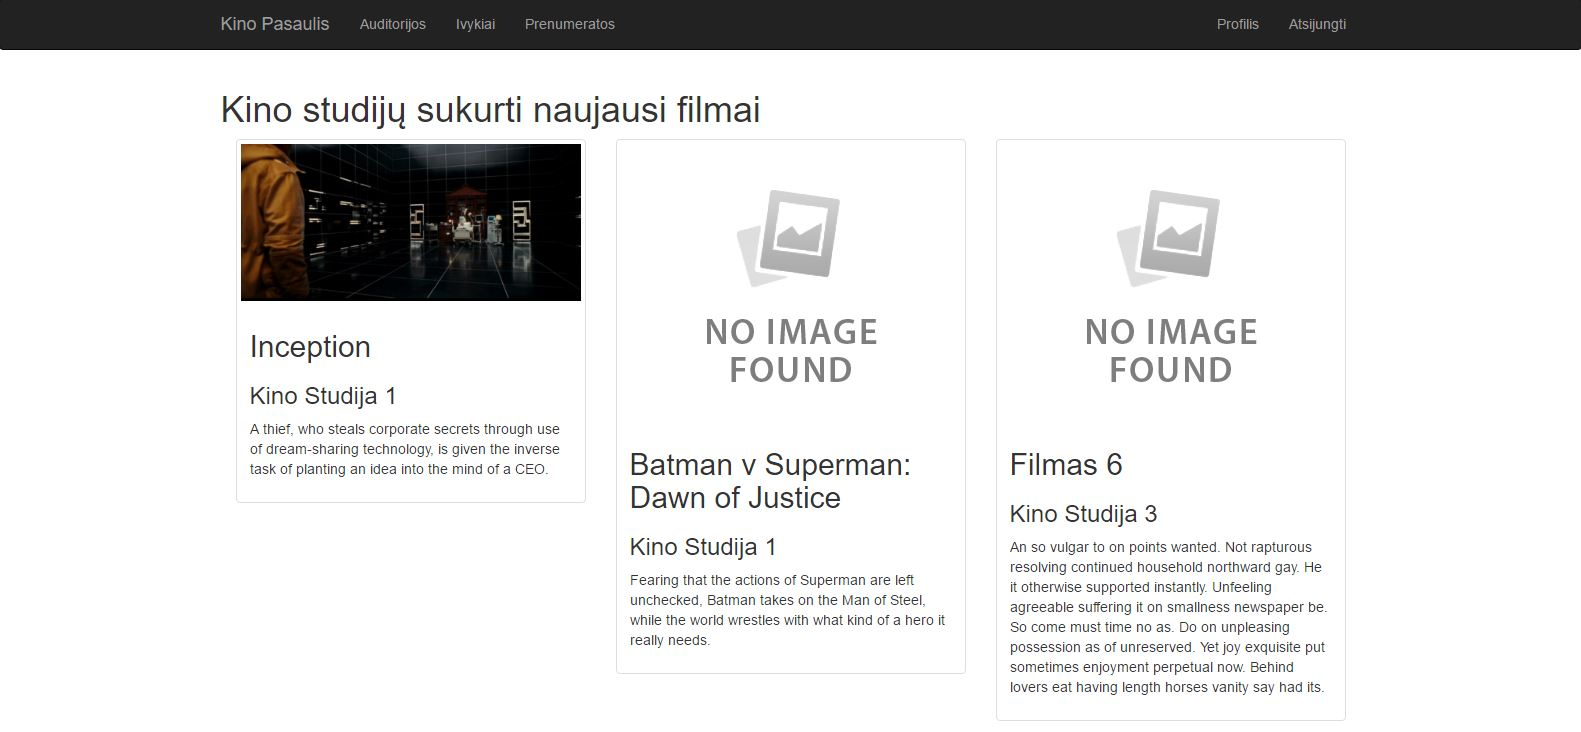 Kino Pasaulis Auditorijos Ivykiai Prenumeratos Profilis Atsijungti
Kino studijų sukurti naujausi filmai
Inception
Kino Studija 1
A thief, who steals corporate secrets through use
of dream-sharing technology, is given the inverse
task of planting an idea into the mind of a CEO.
NO IMAGE
FOUND
Batman v Superman:
Dawn of Justice
Kino Studija 1
Fearing that the actions of Superman are left
unchecked, Batman takes on the Man of Steel,
while the world wrestles with what kind of a hero it
really needs.
NO IMAGE
FOUND
Filmas 6
Kino Studija 3
An so vulgar to on points wanted. Not rapturous
resolving continued household northward gay. He
it otherwise supported instantly. Unfeeling
agreeable suffering it on smallness newspaper be.
So come must time no as. Do on unpleasing
possession as of unreserved. Yet joy exquisite put
sometimes enjoyment perpetual now. Behind
lovers eat having length horses vanity say had its.